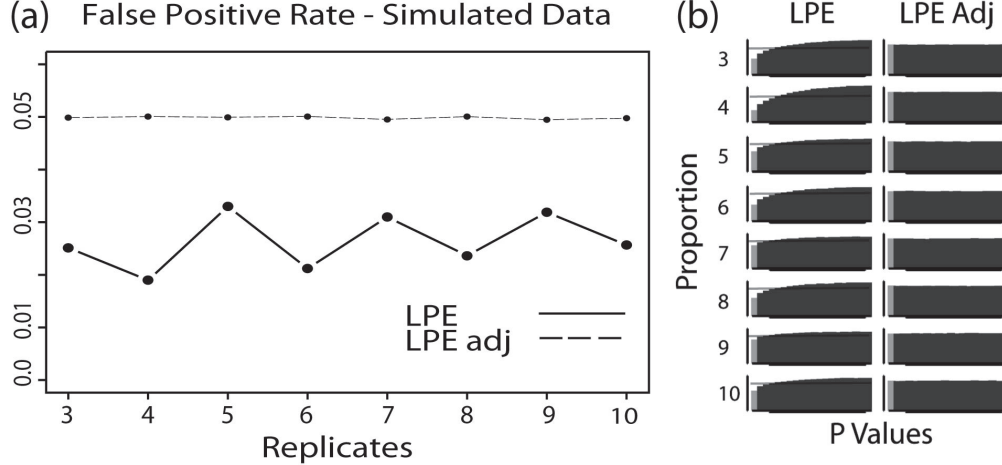 (a) False Positive Rate - Simulated Data
0.05
0.03
0.01
0.0
LPE
LPE adj
3 4 5 6 7 8 9 10
Replicates
(b) LPE LPE Adj
Proportion
3
4
5
6
7
8
9
10
P Values